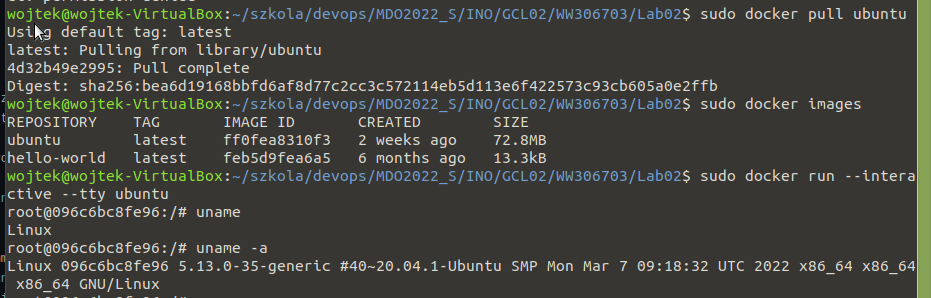 wojtek@wojtek-VirtualBox:~/szkola/devops/MDO2022_S/INO/GCL02/WW306703/Lab02$ sudo docker pull ubuntu
Using default tag: latest
latest: Pulling from library/ubuntu
4d32b49e2995: Pull complete
Digest: sha256:bea6d19168bbfd6af8d77c2cc3c572114eb5d113e6f422573c93cb605a0e2ffb
wojtek@wojtek-VirtualBox:~/szkola/devops/MDO2022_S/INO/GCL02/WW306703/Lab02$ sudo docker images
REPOSITORY    TAG       IMAGE ID       CREATED        SIZE
ubuntu        latest    ff0fea8310f3   2 weeks ago    72.8MB
hello-world   latest    feb5d9fea6a5   6 months ago   13.3kB
wojtek@wojtek-VirtualBox:~/szkola/devops/MDO2022_S/INO/GCL02/WW306703/Lab02$ sudo docker run --intera
ctive --tty ubuntu
root@096c6bc8fe96:/# uname
Linux
root@096c6bc8fe96:/# uname -a
Linux 096c6bc8fe96 5.13.0-35-generic #40~20.04.1-Ubuntu SMP Mon Mar 7 09:18:32 UTC 2022 x86_64 x86_64
x86_64 GNU/Linux